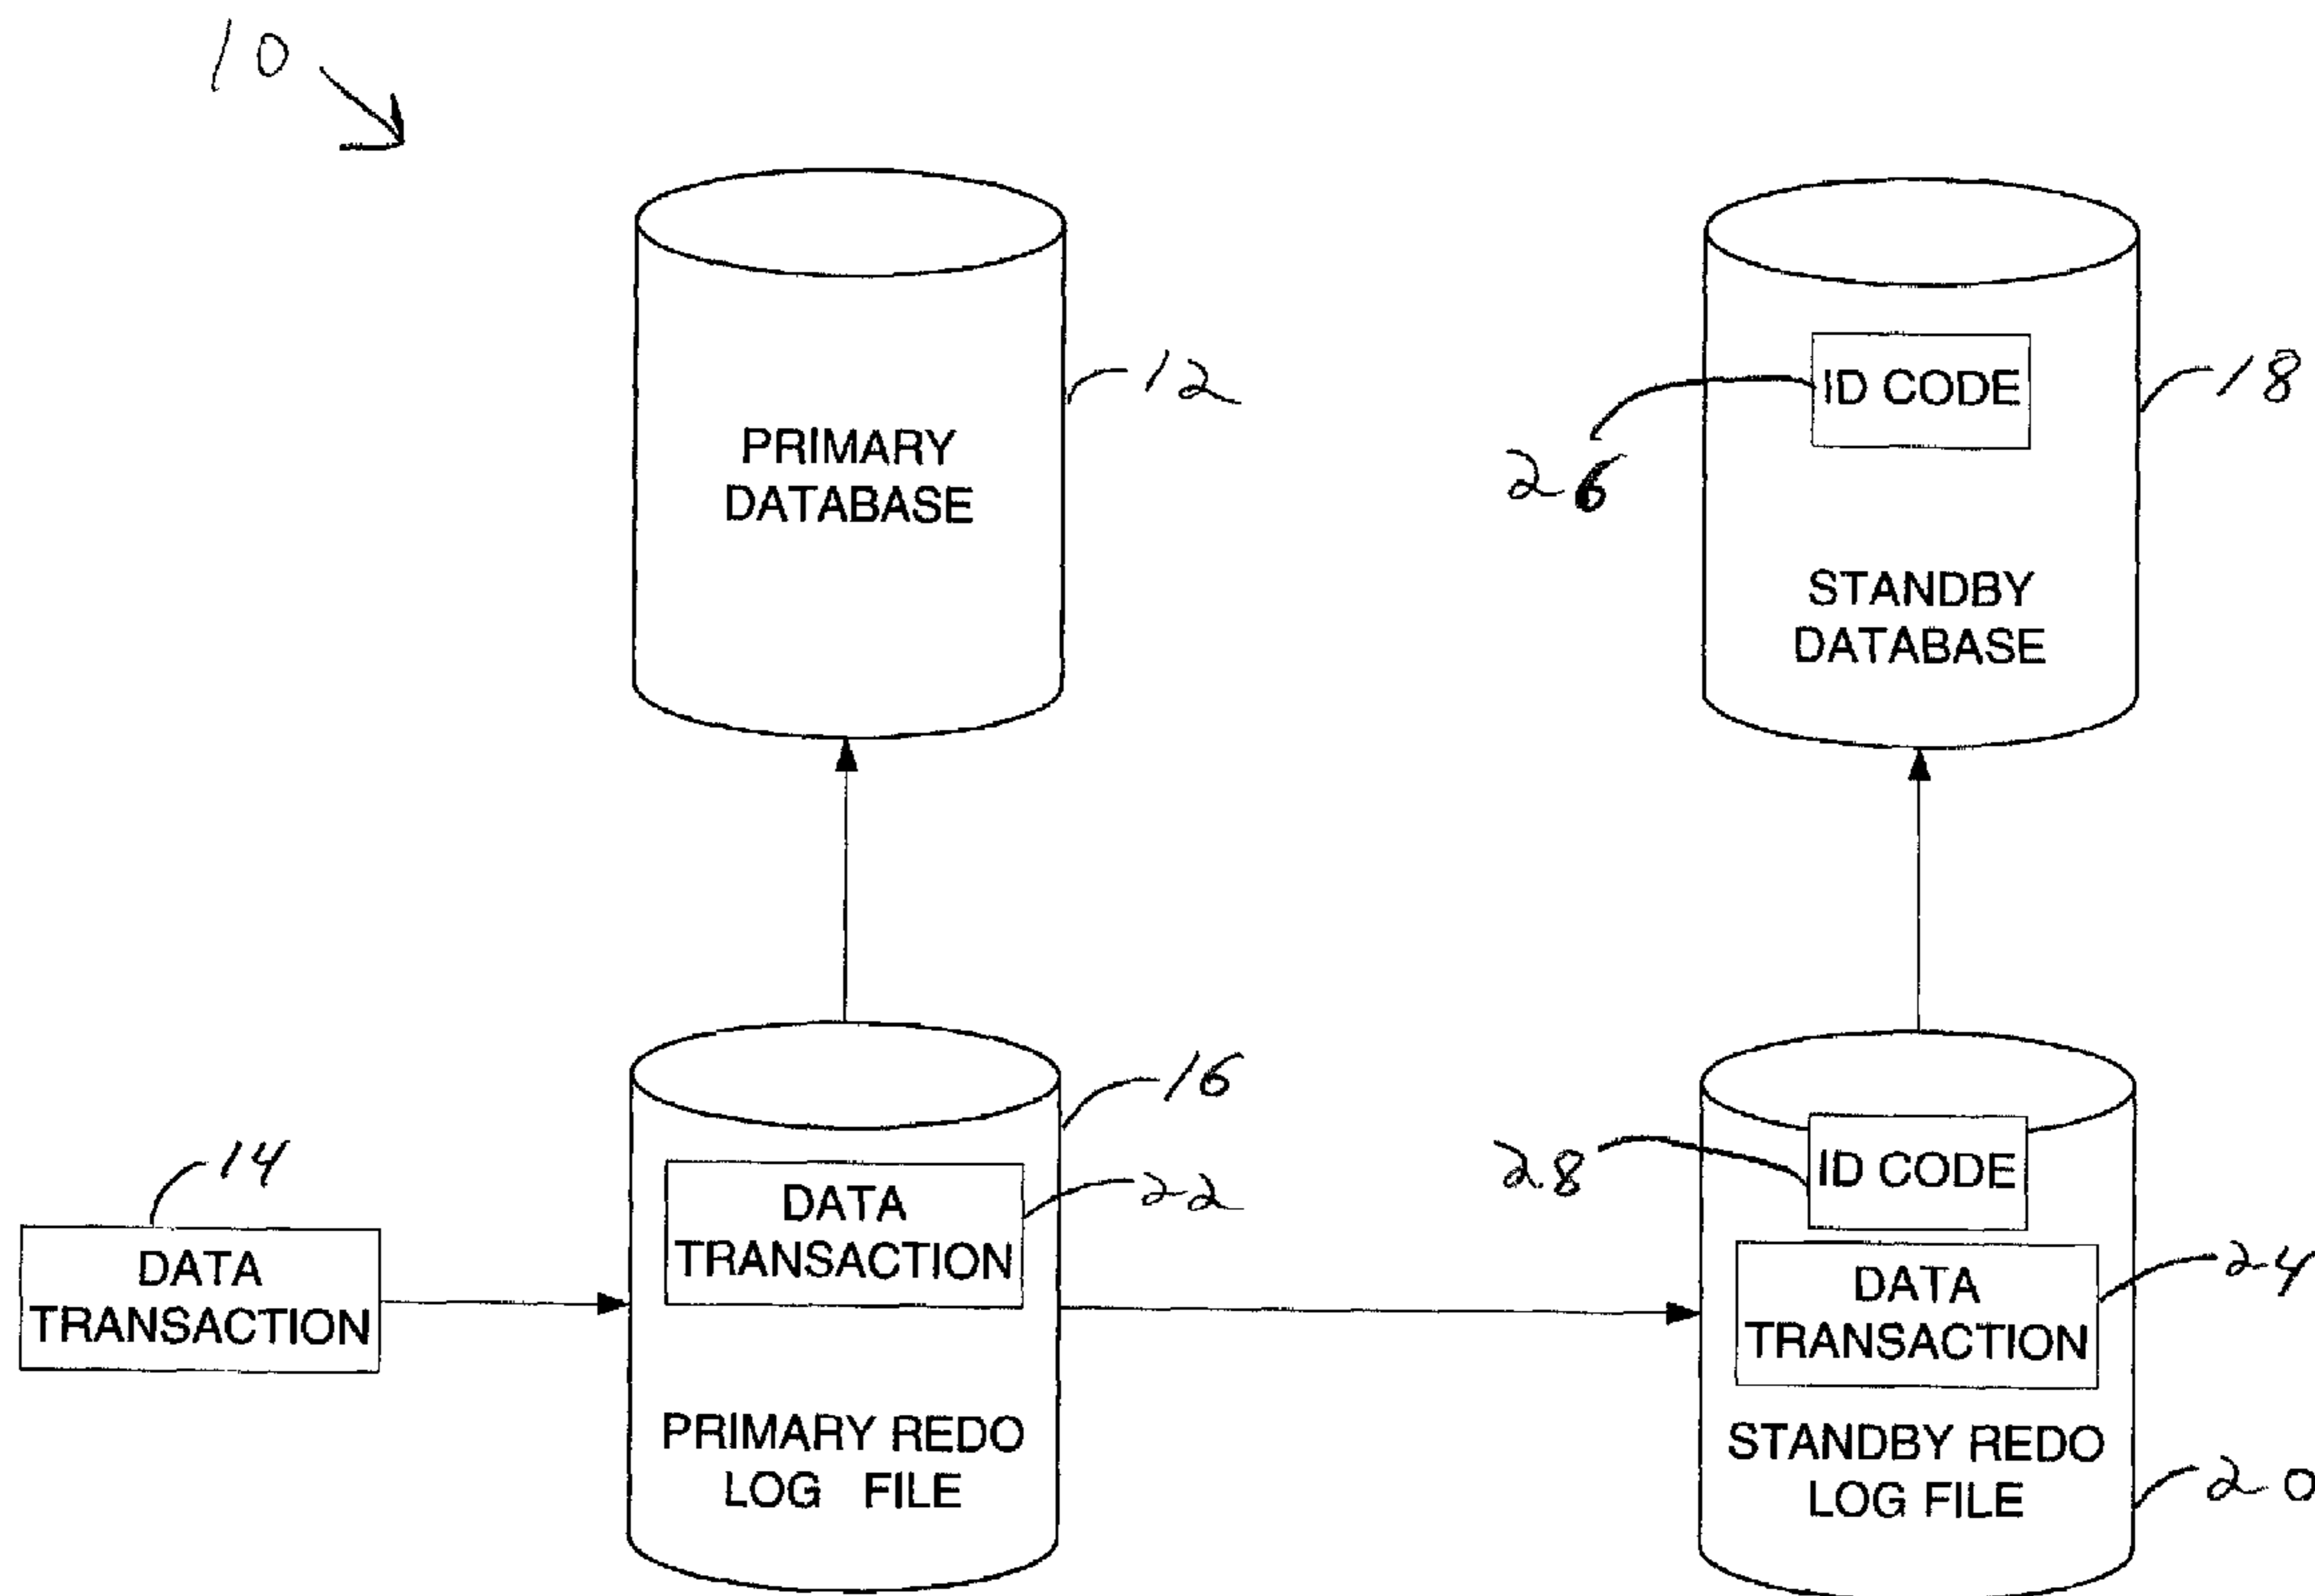 10
PRIMARY
DATABASE
12
ID CODE
26
STANDBY
DATABASE
18
14
DATA
TRANSACTION
16
DATA
TRANSACTION
22
PRIMARY REDO
LOG FILE
28
ID CODE
DATA
TRANSACTION
24
STANDBY REDO
LOG FILE
20